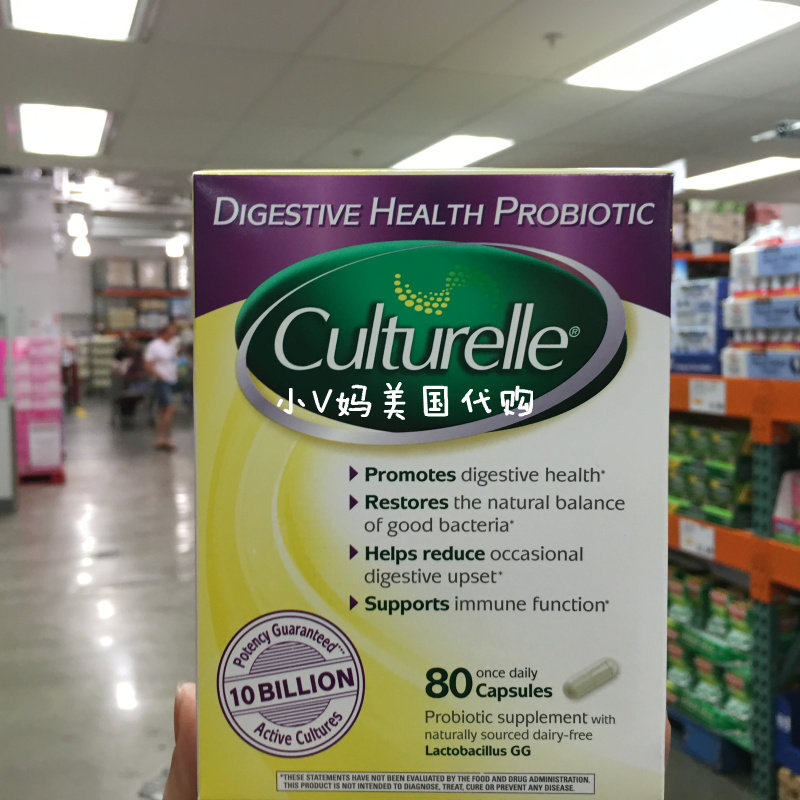 DIGESTIVE HEALTH PROBIOTIC
Culturelle®
小V妈美国代购
Promotes digestive health*
Restores the natural balance
of good bacteria*
Helps reduce occasional
digestive upset*
Supports immune function*
Potency Guaranteed***
10 BILLION
Active Cultures
80 once daily
Capsules
Probiotic supplement with
naturally sourced dairy-free
Lactobacillus GG
*THESE STATEMENTS HAVE NOT BEEN EVALUATED BY THE FOOD AND DRUG ADMINISTRATION.
THIS PRODUCT IS NOT INTENDED TO DIAGNOSE, TREAT, CURE OR PREVENT ANY DISEASE.